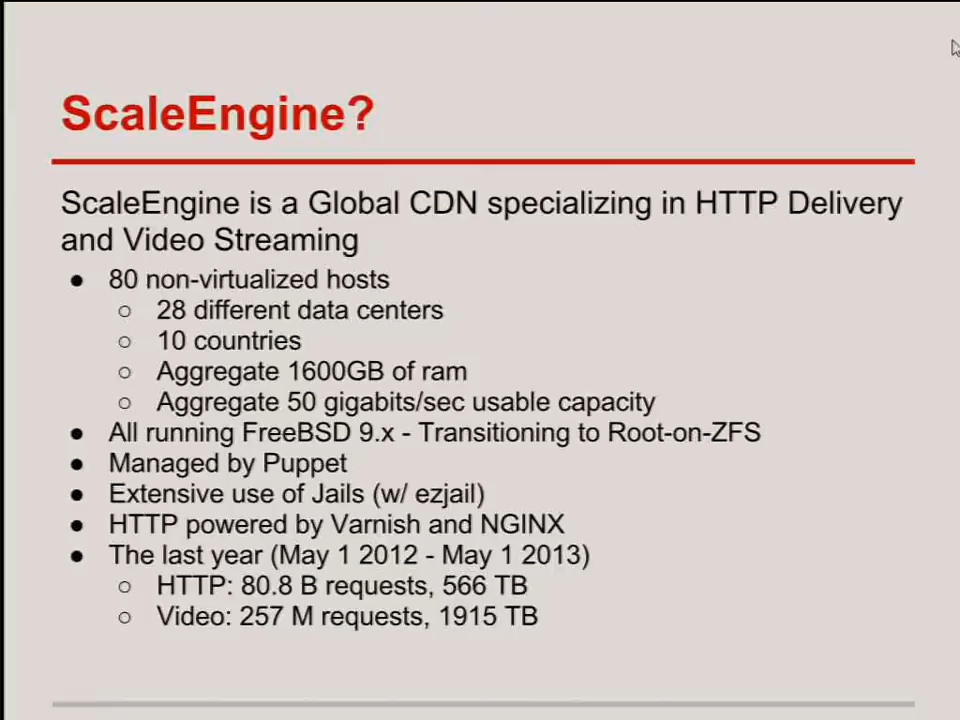 ScaleEngine?
ScaleEngine is a Global CDN specializing in HTTP Delivery
and Video Streaming
● 80 non-virtualized hosts
○ 28 different data centers
○ 10 countries
○ Aggregate 1600GB of ram
○ Aggregate 50 gigabits/sec usable capacity
● All running FreeBSD 9.x - Transitioning to Root-on-ZFS
● Managed by Puppet
● Extensive use of Jails (w/ ezjail)
● HTTP powered by Varnish and NGINX
● The last year (May 1 2012 - May 1 2013)
○ HTTP: 80.8 B requests, 566 TB
○ Video: 257 M requests, 1915 TB